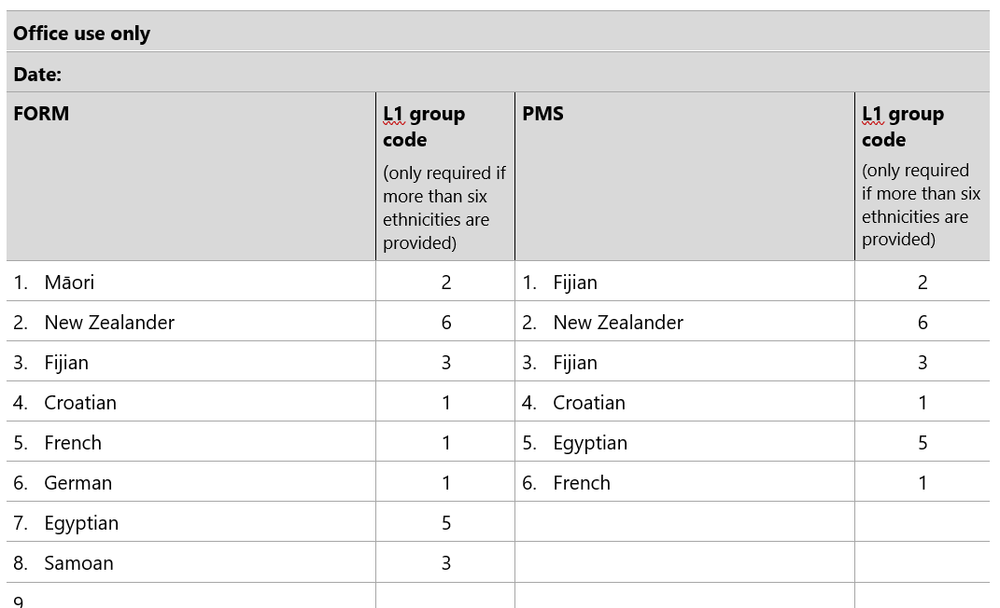 Office use only
Date:
FORM
L1 group
code
(only required if
more than six
ethnicities are
provided)
PMS
L1 group
code
(only required
if more than six
ethnicities are
provided)
1. Māori 2 1. Fijian 2
2. New Zealander 6 2. New Zealander 6
3. Fijian 3 3. Fijian 3
4. Croatian 1 4. Croatian 1
5. French 1 5. Egyptian 5
6. German 1 6. French 1
7. Egyptian 5
8. Samoan 3
9